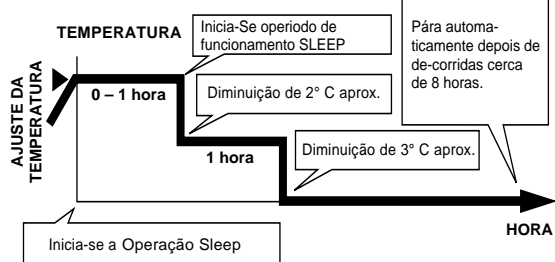 TEMPERATURA
Inicia-Se operiodo de
funcionamento SLEEP
Pára automa-
ticamente depois de
de-corridas cerca
de 8 horas.
AJUSTE DA
TEMPERATURA
0 – 1 hora
Diminuição de 2° C aprox.
1 hora
Diminuição de 3° C aprox.
HORA
Inicia-se a Operação Sleep